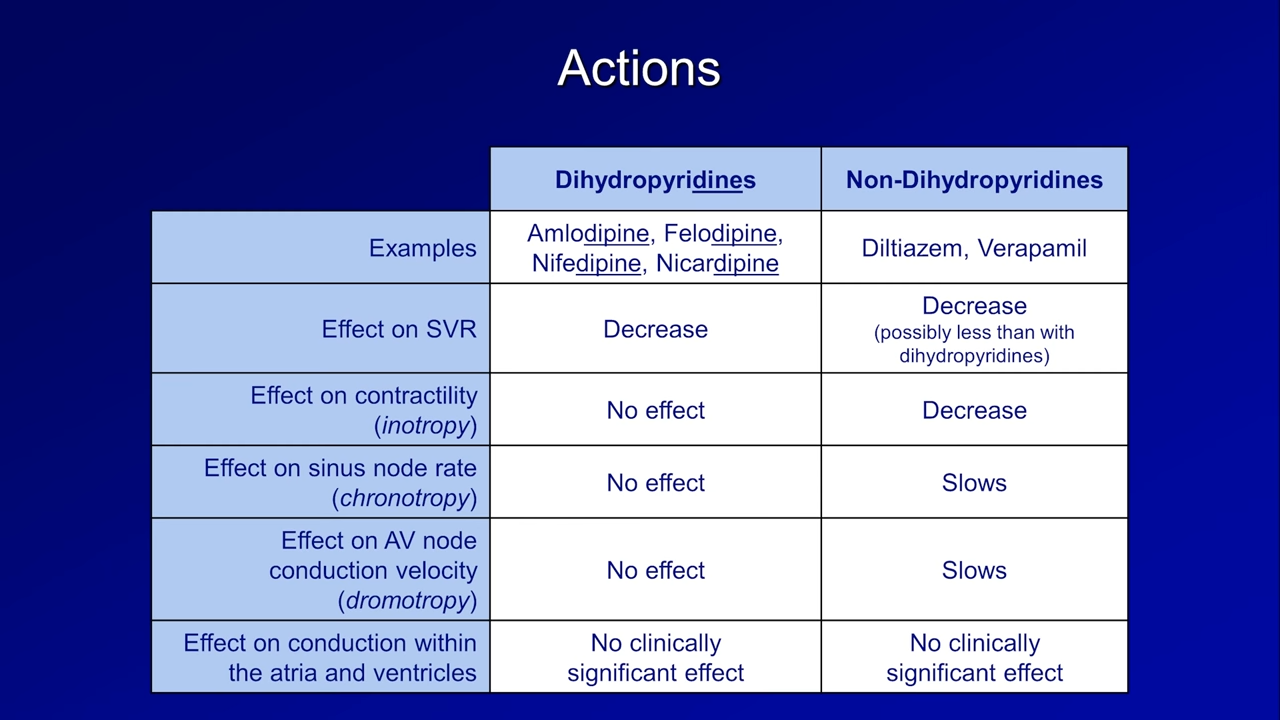 Actions
Dihydropyridines
Non-Dihydropyridines
Examples
Amlodipine, Felodipine,
Nifedipine, Nicardipine
Diltiazem, Verapamil
Effect on SVR
Decrease
Decrease
(possibly less than with
dihydropyridines)
Effect on contractility
(inotropy)
No effect
Decrease
Effect on sinus node rate
(chronotropy)
No effect
Slows
Effect on AV node
conduction velocity
(dromotropy)
No effect
Slows
Effect on conduction within
the atria and ventricles
No clinically
significant effect
No clinically
significant effect